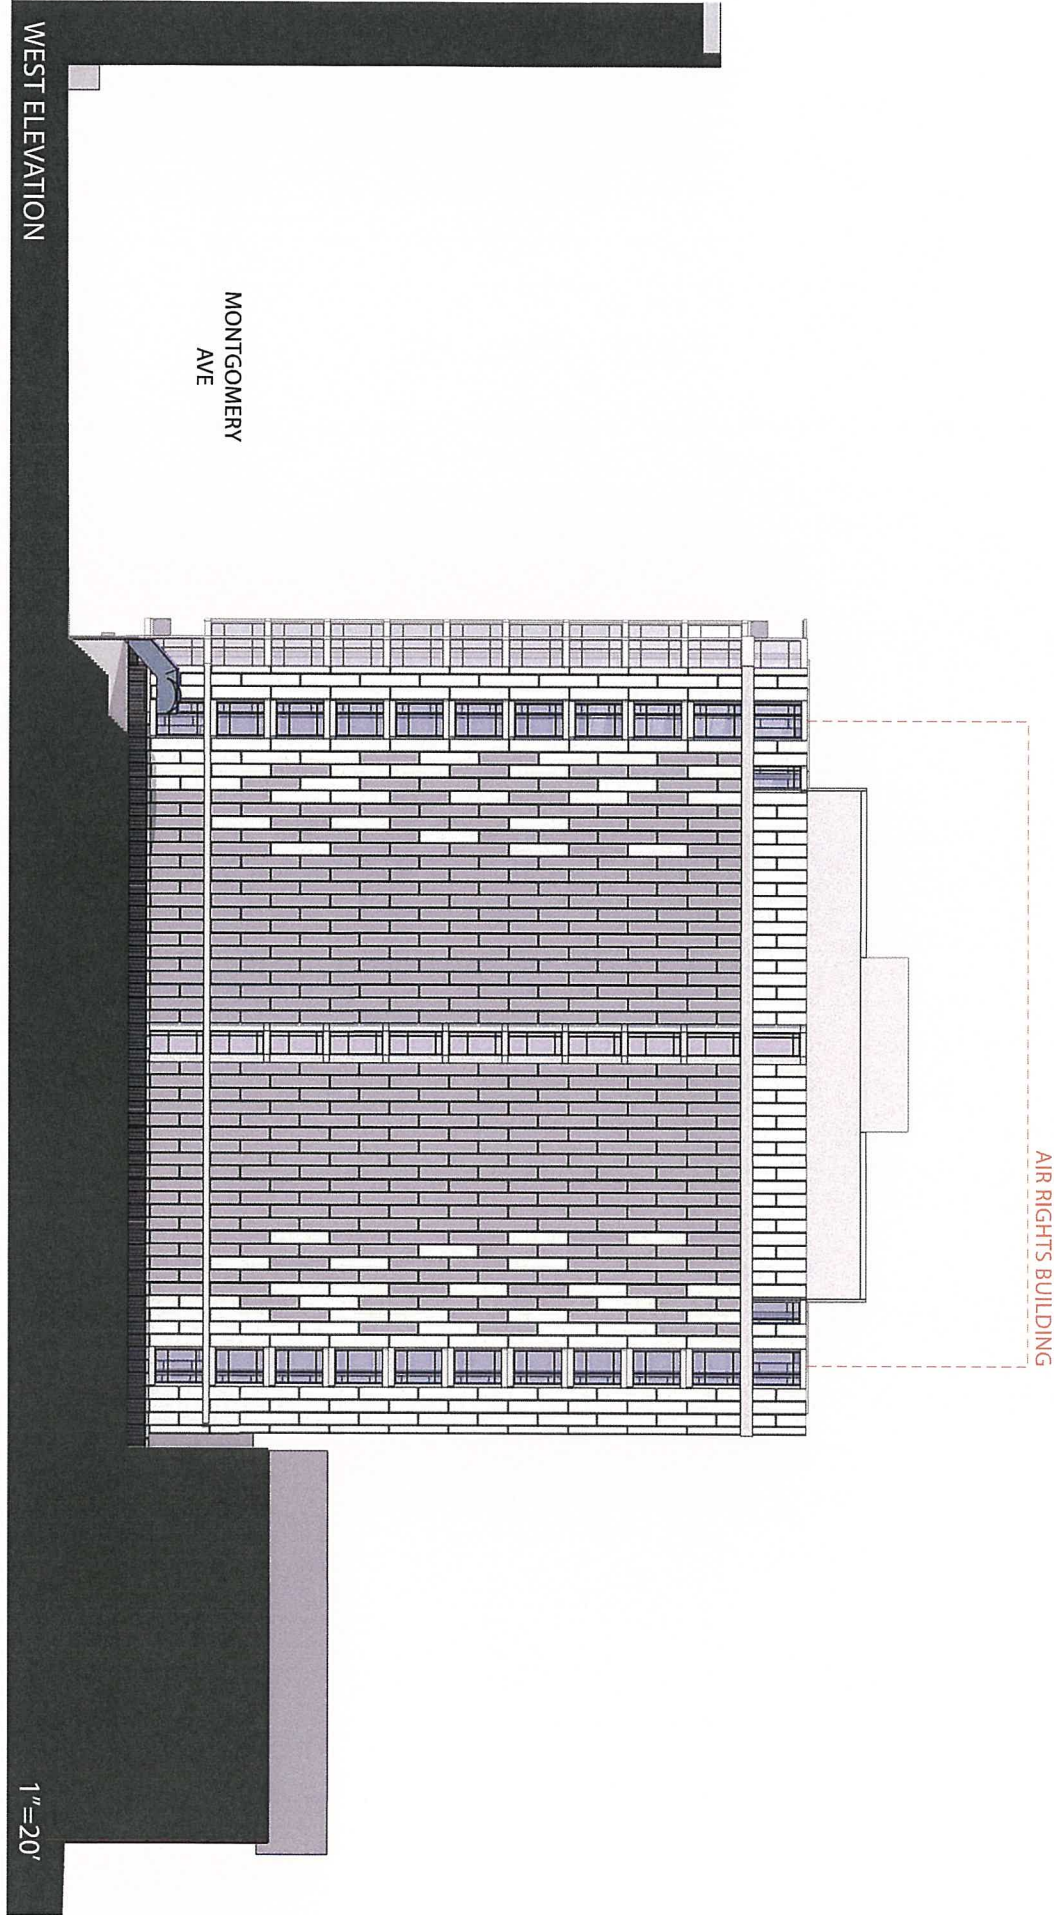 AIR RIGHTS BUILDING
MONTGOMERY
AVE
WEST ELEVATION
1"=20'